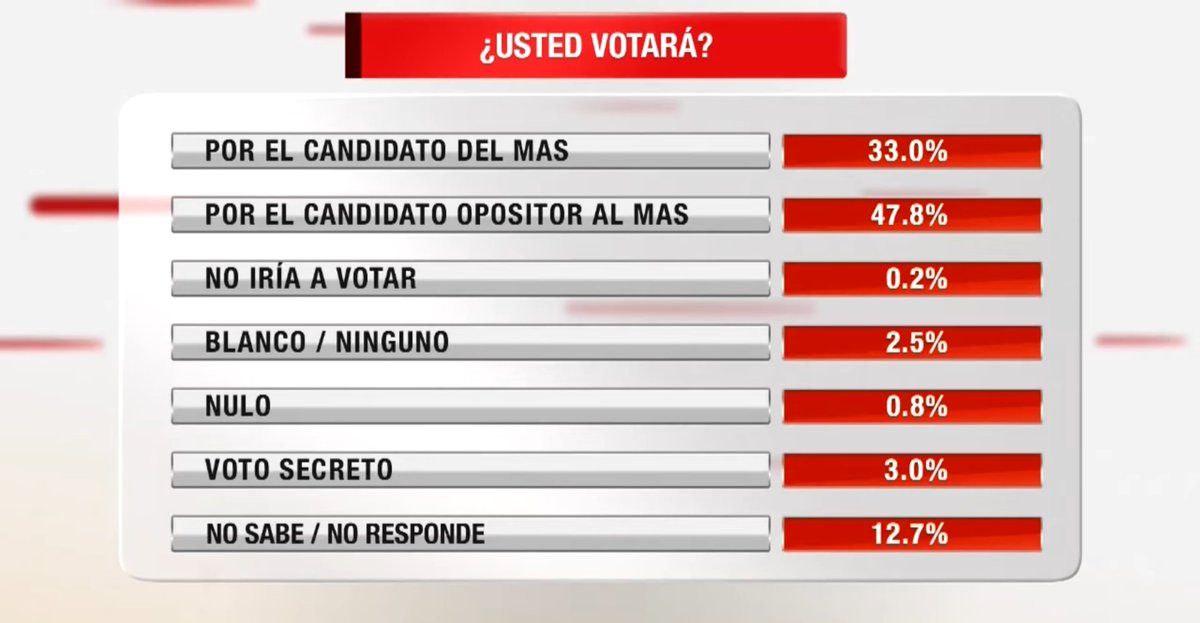 ¿USTED VOTARÁ?
POR EL CANDIDATO DEL MAS 33.0%
POR EL CANDIDATO OPOSITOR AL MAS 47.8%
NO IRÍA A VOTAR 0.2%
BLANCO / NINGUNO 2.5%
NULO 0.8%
VOTO SECRETO 3.0%
NO SABE / NO RESPONDE 12.7%